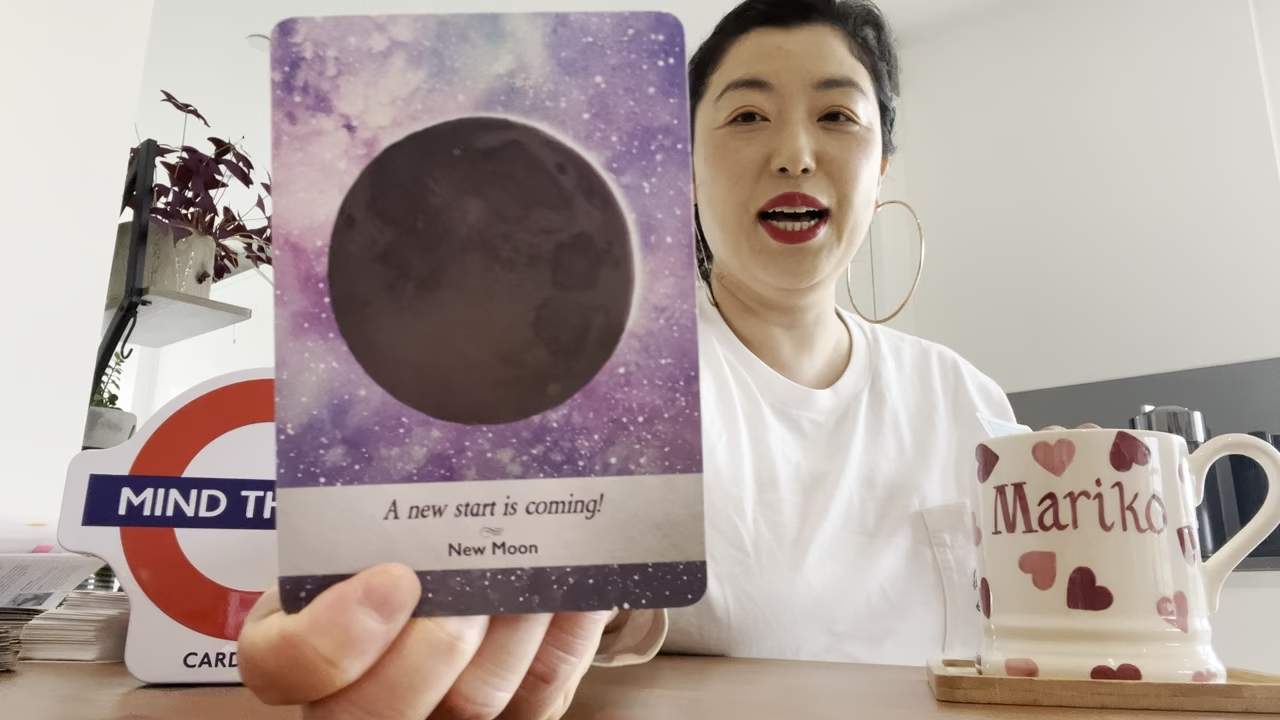 MIND TH
CARD
A new start is coming!
New Moon
Mariko